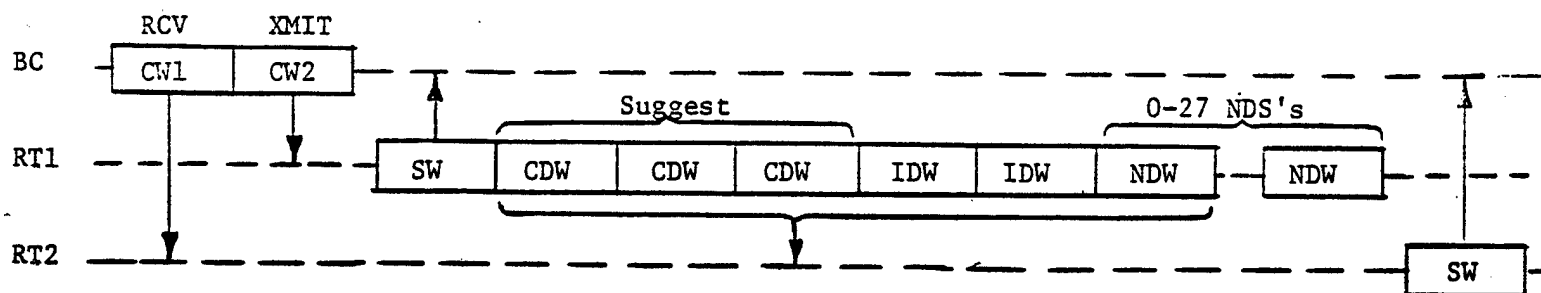 RCV XMIT
BC CW1 CW2
Suggest 0-27 NDS's
RT1 SW CDW CDW CDW IDW IDW NDW NDW
RT2 SW